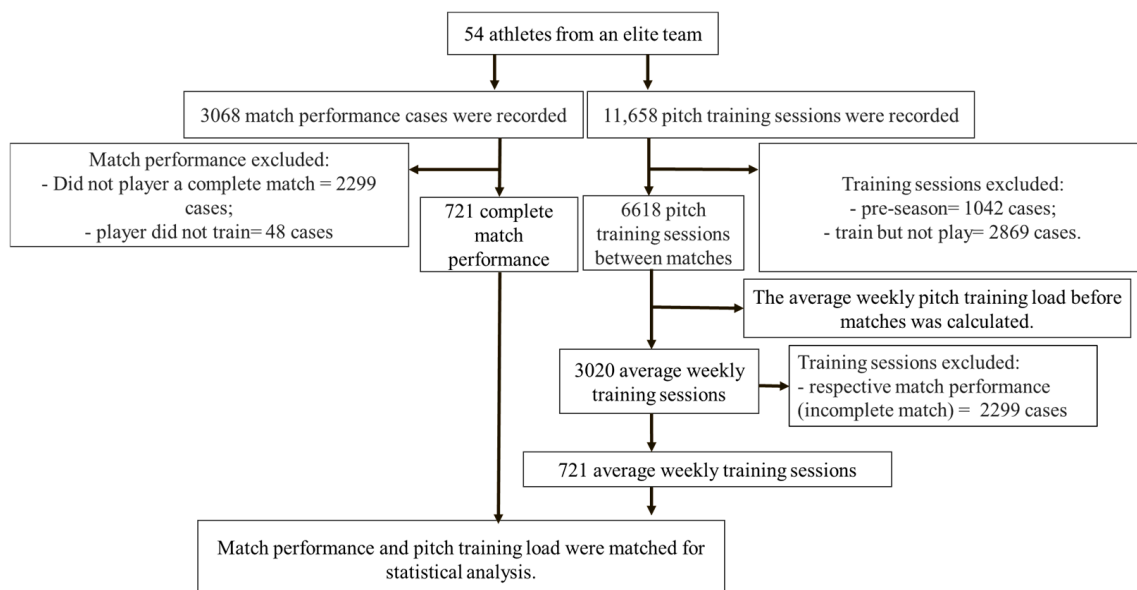 54 athletes from an elite team
3068 match performance cases were recorded
11,658 pitch training sessions were recorded
Match performance excluded:
- Did not player a complete match = 2299
cases;
- player did not train= 48 cases
721 complete
match
performance
6618 pitch
training sessions
between matches
Training sessions excluded:
- pre-season= 1042 cases;
- train but not play= 2869 cases.
The average weekly pitch training load before
matches was calculated.
3020 average weekly
training sessions
Training sessions excluded:
- respective match performance
(incomplete match) = 2299 cases
721 average weekly training sessions
Match performance and pitch training load were matched for
statistical analysis.